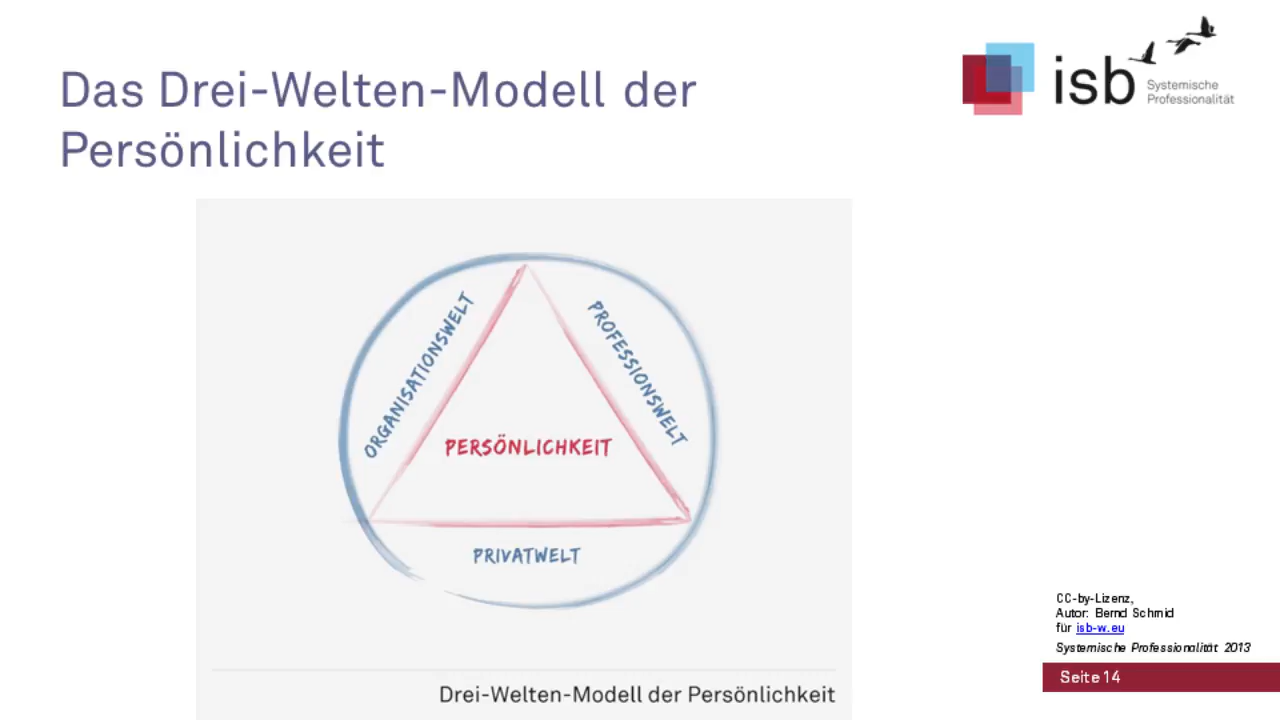 Das Drei-Welten-Modell der
Persönlichkeit
isb
Systemische
Professionalität
ORGANISATIONSWELT
PROFESSIONSWELT
PERSÖNLICHKEIT
PRIVATWELT
Drei-Welten-Modell der Persönlichkeit
CC-by-Lizenz,
Autor: Bernd Schmid
für isb-w.eu
Systemische Professionalität 2013
Seite 14